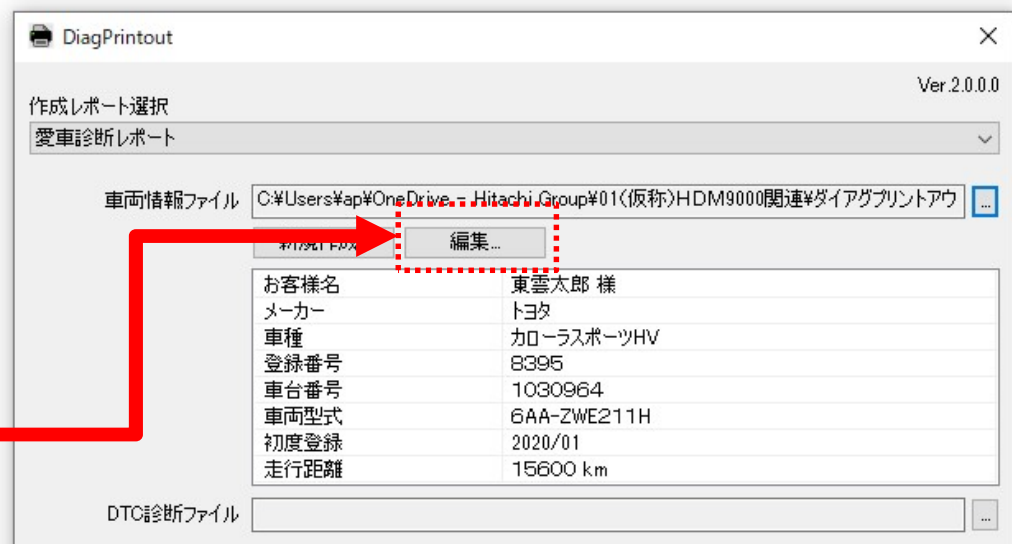 DiagPrintout
Ver.2.0.0.0
作成レポート選択
愛車診断レポート
車両情報ファイル C:¥Users¥ap¥OneDrive - Hitachi Group¥01(仮称)HDM9000関連¥ダイアグプリントアウ ...
編集...
お客様名 東雲太郎 様
メーカー トヨタ
車種 カローラスポーツHV
登録番号 8395
車台番号 1030964
車両型式 6AA-ZWE211H
初度登録 2020/01
走行距離 15600 km
DTC診断ファイル ...